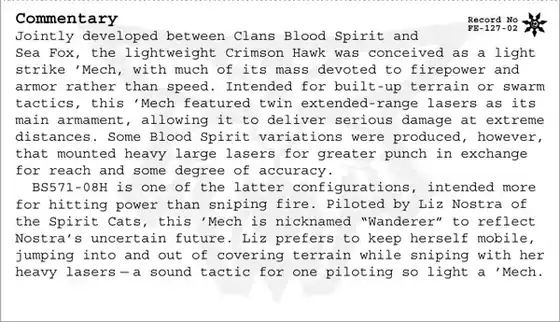 Commentary
Record No
FE-127-02
Jointly developed between Clans Blood Spirit and
Sea Fox, the lightweight Crimson Hawk was conceived as a light
strike ’Mech, with much of its mass devoted to firepower and
armor rather than speed. Intended for built-up terrain or swarm
tactics, this ’Mech featured twin extended-range lasers as its
main armament, allowing it to deliver serious damage at extreme
distances. Some Blood Spirit variations were produced, however,
that mounted heavy large lasers for greater punch in exchange
for reach and some degree of accuracy.
BS571-08H is one of the latter configurations, intended more
for hitting power than sniping fire. Piloted by Liz Nostra of
the Spirit Cats, this ’Mech is nicknamed “Wanderer” to reflect
Nostra’s uncertain future. Liz prefers to keep herself mobile,
jumping into and out of covering terrain while sniping with her
heavy lasers — a sound tactic for one piloting so light a ’Mech.